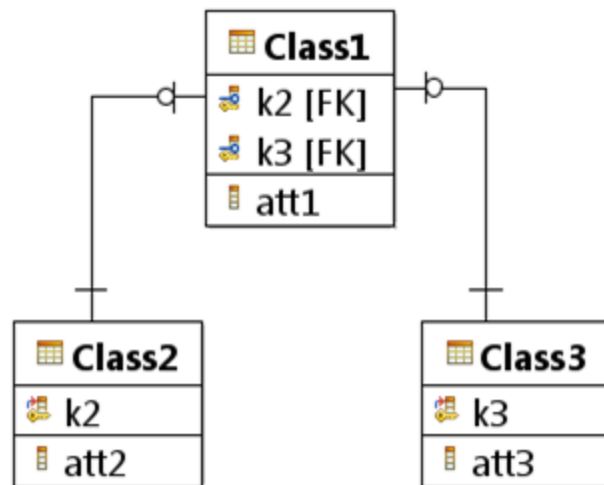 Class1
k2 [FK]
k3 [FK]
att1
Class2
k2
att2
Class3
k3
att3